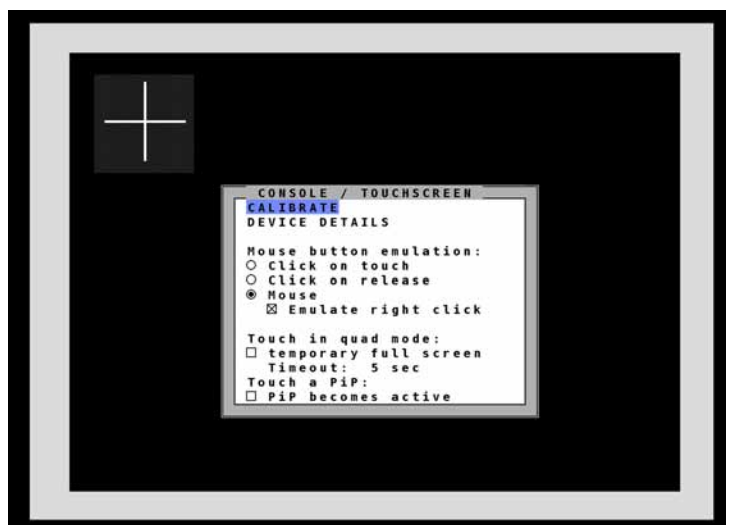 CONSOLE / TOUCHSCREEN
CALIBRATE
DEVICE DETAILS
Mouse button emulation:
Click on touch
Click on release
Mouse
Emulate right click
Touch in quad mode:
temporary full screen
Timeout: 5 sec
Touch a PiP:
PiP becomes active